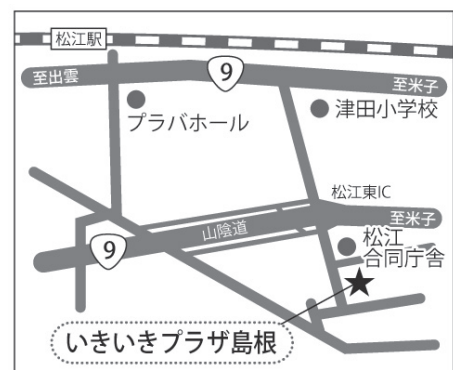 松江駅
至出雲
9
至米子
プラバホール
津田小学校
松江東IC
至米子
山陰道
9
松江
合同庁舎
いきいきプラザ島根